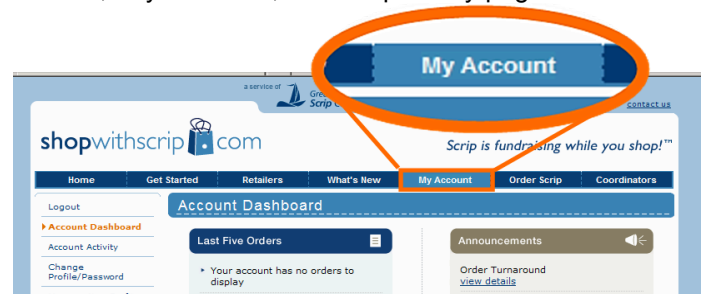 My Account
a service of
Scrip
contact us
shopwithscrip.com
Scrip is fundraising while you shop!™
Home Get Started Retailers What's New My Account Order Scrip Coordinators
Logout
Account Dashboard
Account Dashboard
Account Activity
Last Five Orders
Announcements
Change
Profile/Password
Your account has no orders to
display
Order Turnaround
view details